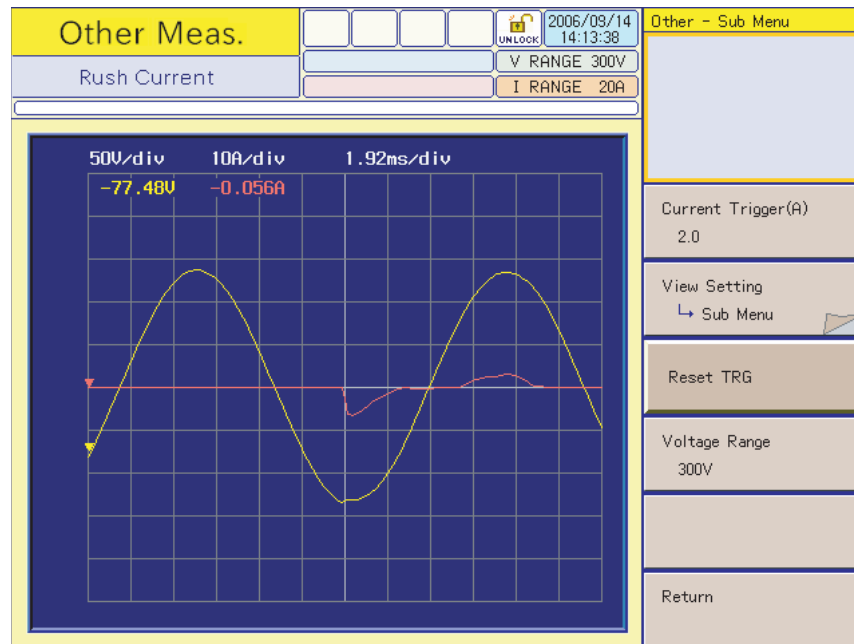 Other Meas.
UNLOCK
2006/09/14
14:13:38
Other - Sub Menu
Rush Current
V RANGE 300V
I RANGE 20A
50V/div 10A/div 1.92ms/div
-77.48V -0.056A
Current Trigger(A)
2.0
View Setting
↳ Sub Menu
Reset TRG
Voltage Range
300V
Return